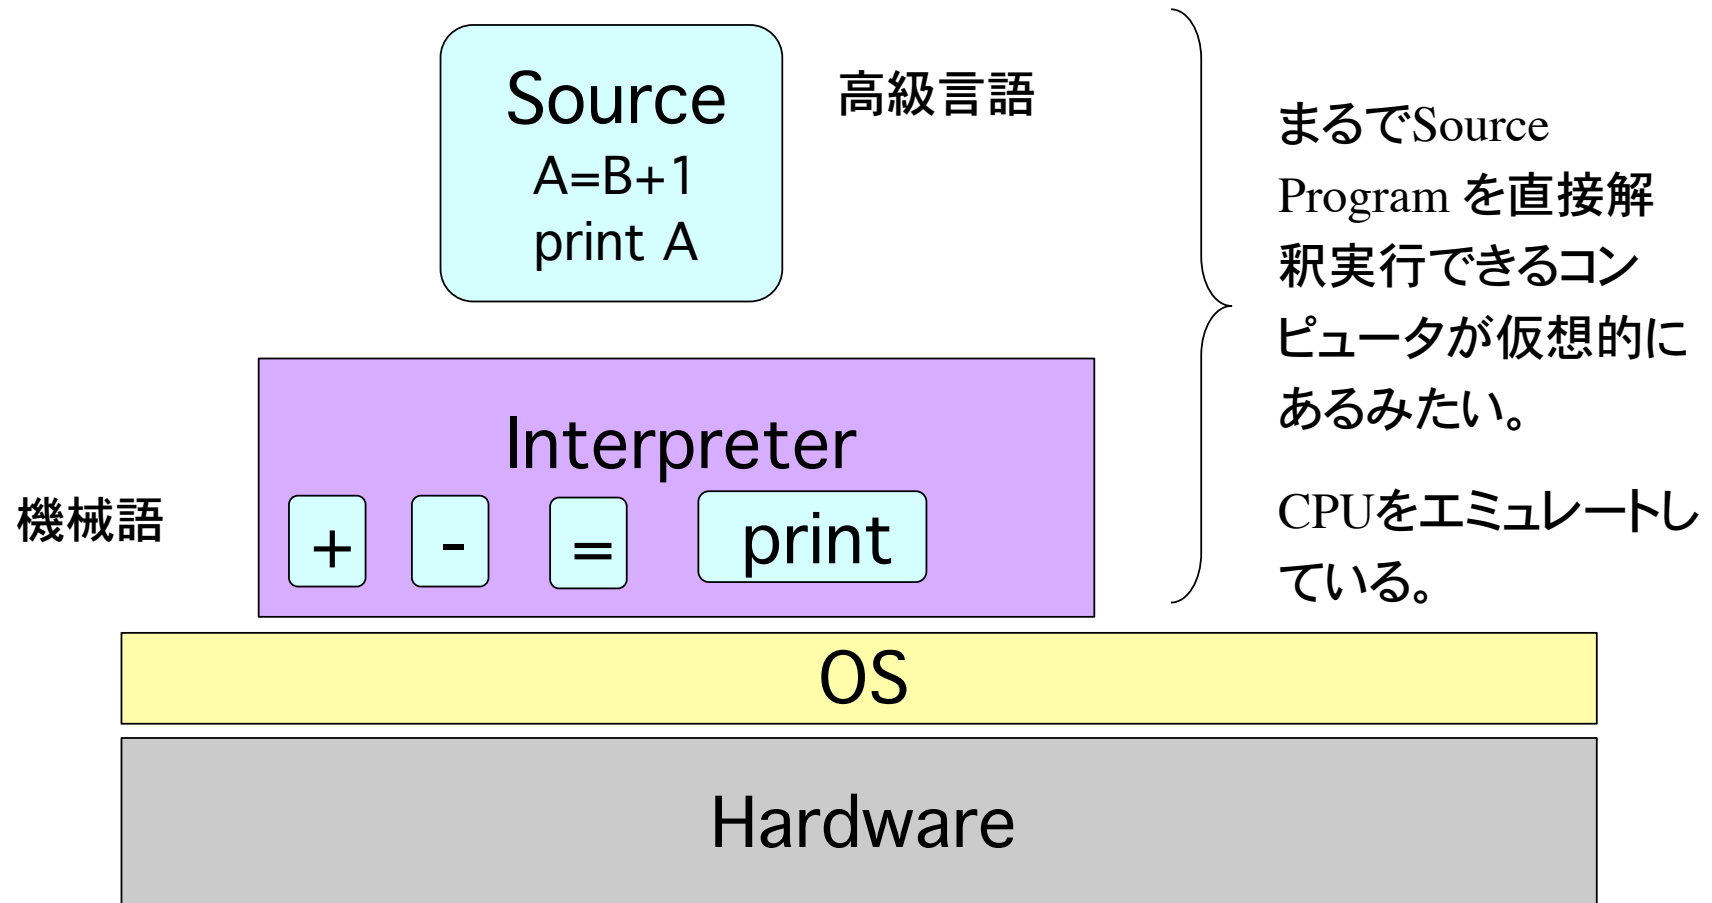 Source
A=B+1
print A
高級言語
まるでSource
Program を直接解
釈実行できるコン
ピュータが仮想的に
あるみたい。
CPUをエミュレートし
ている。
Interpreter
機械語
+ - = print
OS
Hardware